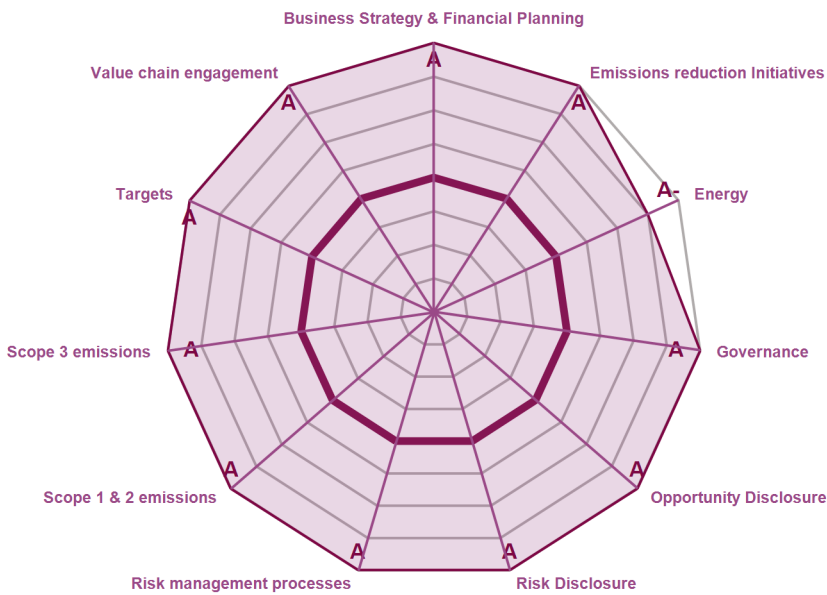 Business Strategy & Financial Planning
A
Value chain engagement
A
Emissions reduction Initiatives
A
Targets
A
A-
Energy
Scope 3 emissions
A
A
Governance
Scope 1 & 2 emissions
A
A
Opportunity Disclosure
Risk management processes
A
A
Risk Disclosure